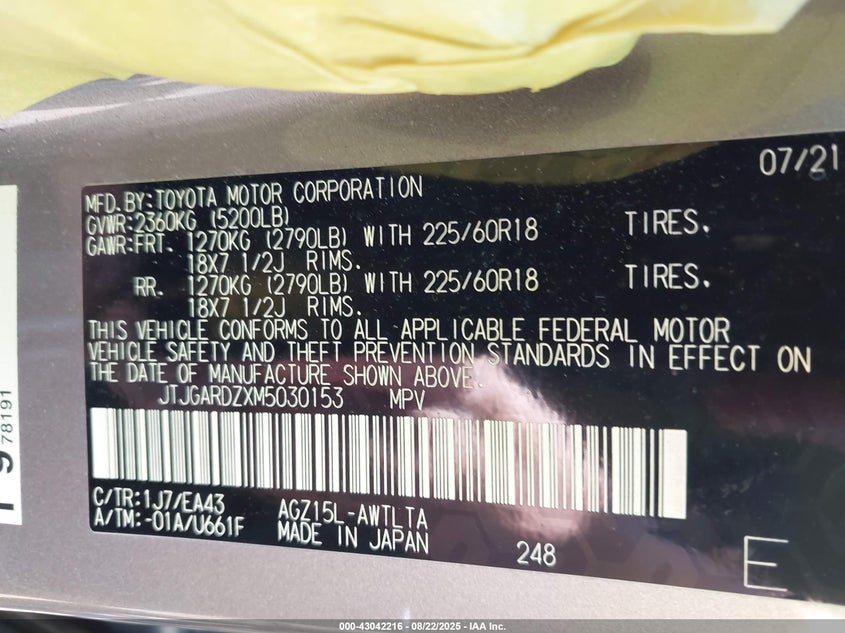 07/21
MFD.BY:TOYOTA MOTOR CORPORATION
GVWR:2360KG (5200LB)
GAWR:FRT. 1270KG (2790LB) WITH 225/60R18 TIRES.
18X7 1/2J RIMS.
RR. 1270KG (2790LB) WITH 225/60R18 TIRES.
18X7 1/2J RIMS.
THIS VEHICLE CONFORMS TO ALL APPLICABLE FEDERAL MOTOR
VEHICLE SAFETY AND THEFT PREVENTION STANDARDS IN EFFECT ON
THE DATE OF MANUFACTURE SHOWN ABOVE.
JTJGARDZXM5030153 MPV
C/TR:1J7/EA43 AGZ15L-AWTLTA
A/TM:-01A/U661F MADE IN JAPAN 248 E
78191
000-43042216 - 08/22/2025 - IAA Inc.